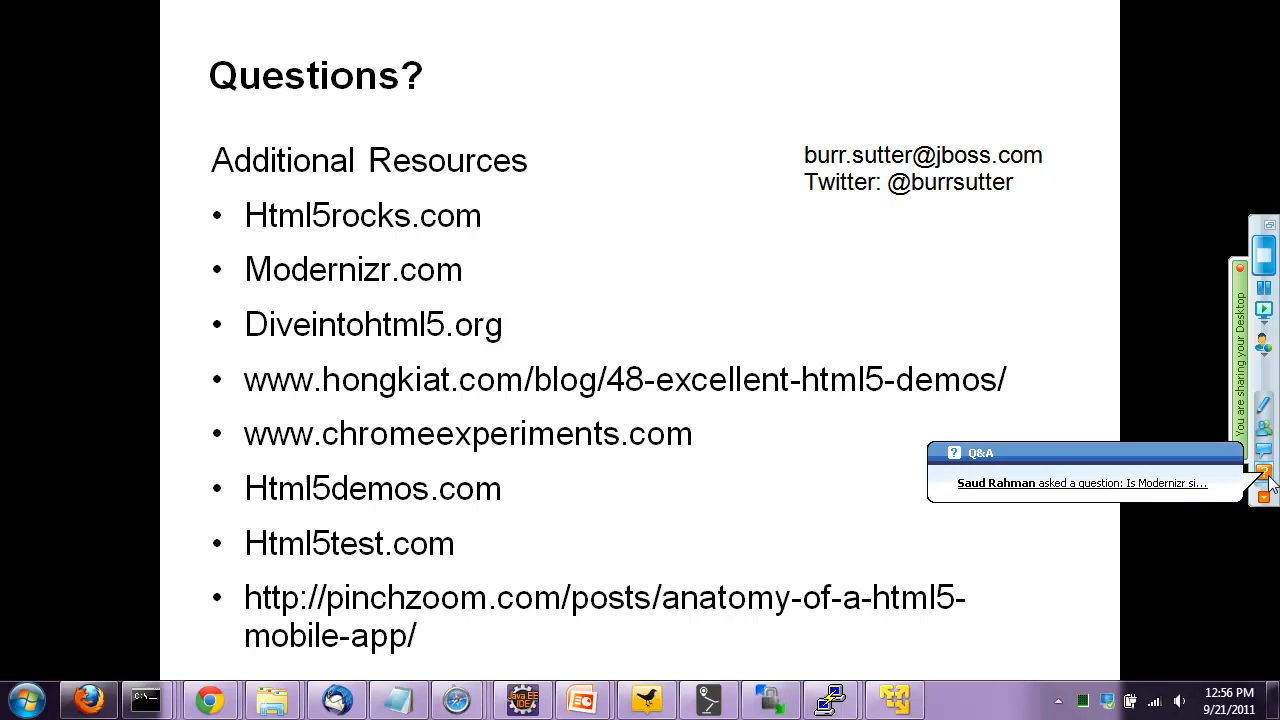 Questions?
Additional Resources
burr.sutter@jboss.com
Twitter: @burrsutter
• Html5rocks.com
• Modernizr.com
• Diveintohtml5.org
• www.hongkiat.com/blog/48-excellent-html5-demos/
• www.chromeexperiments.com
• Html5demos.com
• Html5test.com
• http://pinchzoom.com/posts/anatomy-of-a-html5-
mobile-app/
You are sharing your Desktop
? Q&A
Saud Rahman asked a question: Is Modernizr si...
C:\.
Java EE
IDE
12:56 PM
9/21/2011